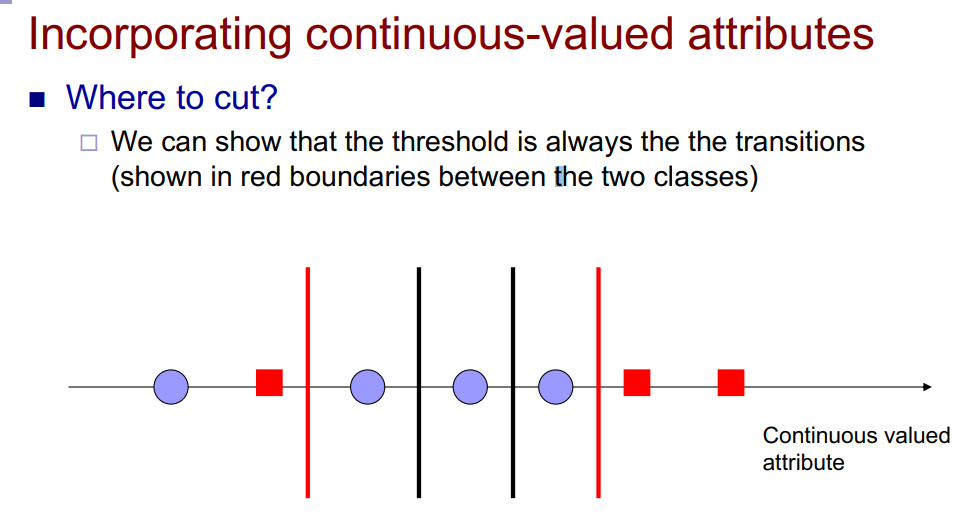 Incorporating continuous-valued attributes
Where to cut?
We can show that the threshold is always the the transitions
(shown in red boundaries between the two classes)
Continuous valued
attribute